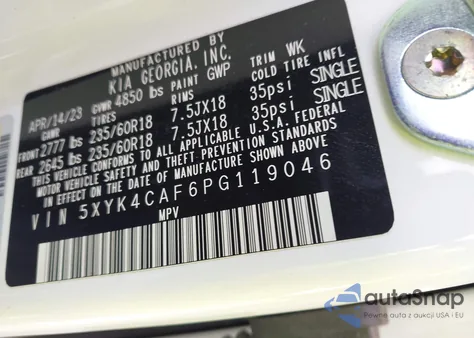 MANUFACTURED BY
KIA GEORGIA, INC.
APR/14/23 GVWR 4850 lbs PAINT GWP TRIM WK
GAWR TIRES RIMS COLD TIRE INFL
FRONT 2777 lbs 235/60R18 7.5JX18 35psi SINGLE
REAR 2645 lbs 235/60R18 7.5JX18 35psi SINGLE
THIS VEHICLE CONFORMS TO ALL APPLICABLE U.S.A. FEDERAL
MOTOR VEHICLE SAFETY AND THEFT PREVENTION STANDARDS
IN EFFECT ON THE DATE OF MANUFACTURE SHOWN ABOVE.
VIN 5XYK4CAF6PG119046
MPV
autoSnap
Pewne auto z aukcji USA i EU